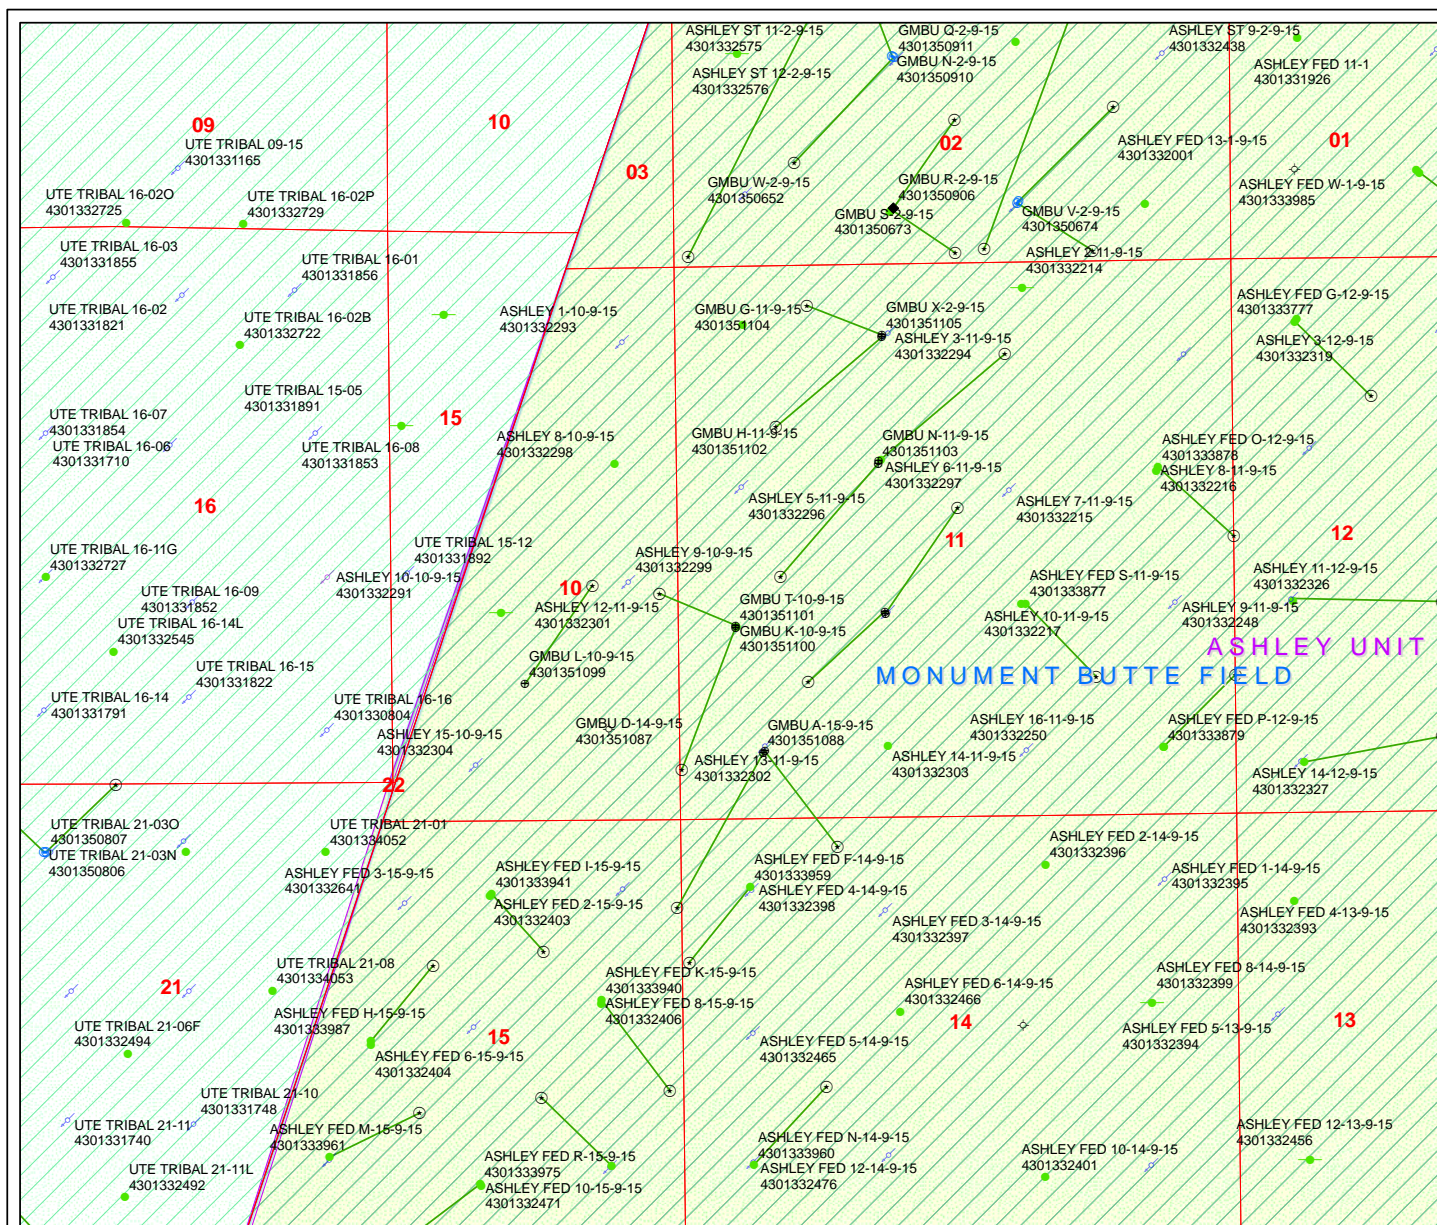 ASHLEY ST 11-2-9-15
4301332575
GMBU Q-2-9-15
4301350911
GMBU N-2-9-15
4301350910
ASHLEY ST 9-2-9-15
4301332438
ASHLEY FED 11-1
4301331926
ASHLEY ST 12-2-9-15
4301332576
09
10
03
02
01
UTE TRIBAL 09-15
4301331165
ASHLEY FED 13-1-9-15
4301332001
UTE TRIBAL 16-02O
4301332725
UTE TRIBAL 16-02P
4301332729
GMBU W-2-9-15
4301350652
GMBU R-2-9-15
4301350906
GMBU S-2-9-15
4301350673
GMBU V-2-9-15
4301350674
ASHLEY FED W-1-9-15
4301333985
UTE TRIBAL 16-03
4301331855
UTE TRIBAL 16-01
4301331856
ASHLEY 2-11-9-15
4301332214
UTE TRIBAL 16-02
4301331821
UTE TRIBAL 16-02B
4301332722
ASHLEY 1-10-9-15
4301332293
GMBU G-11-9-15
4301351104
GMBU X-2-9-15
4301351105
ASHLEY 3-11-9-15
4301332294
ASHLEY FED G-12-9-15
4301333777
ASHLEY 3-12-9-15
4301332319
UTE TRIBAL 15-05
4301331891
15
UTE TRIBAL 16-07
4301331854
UTE TRIBAL 16-06
4301331710
UTE TRIBAL 16-08
4301331853
ASHLEY 8-10-9-15
4301332298
GMBU H-11-9-15
4301351102
GMBU N-11-9-15
4301351103
ASHLEY 6-11-9-15
4301332297
ASHLEY FED O-12-9-15
4301333878
ASHLEY 8-11-9-15
4301332216
16
ASHLEY 5-11-9-15
4301332296
ASHLEY 7-11-9-15
4301332215
11
12
UTE TRIBAL 15-12
4301331892
UTE TRIBAL 16-11G
4301332727
ASHLEY 10-10-9-15
4301332291
ASHLEY 9-10-9-15
4301332299
10
UTE TRIBAL 16-09
4301331852
ASHLEY 12-11-9-15
4301332301
GMBU T-10-9-15
4301351101
GMBU K-10-9-15
4301351100
ASHLEY FED S-11-9-15
4301333877
ASHLEY 10-11-9-15
4301332217
ASHLEY 11-12-9-15
4301332326
ASHLEY 9-11-9-15
4301332248
UTE TRIBAL 16-14L
4301332545
ASHLEY UNIT
MONUMENT BUTTE FIELD
UTE TRIBAL 16-15
4301331822
GMBU L-10-9-15
4301351099
UTE TRIBAL 16-14
4301331791
UTE TRIBAL 16-16
4301330804
ASHLEY 15-10-9-15
4301332304
GMBU D-14-9-15
4301351087
GMBU A-15-9-15
4301351088
ASHLEY 16-11-9-15
4301332250
ASHLEY FED P-12-9-15
4301333879
ASHLEY 13-11-9-15
4301332302
ASHLEY 14-11-9-15
4301332303
ASHLEY 14-12-9-15
4301332327
22
UTE TRIBAL 21-03O
4301350807
UTE TRIBAL 21-03N
4301350806
UTE TRIBAL 21-01
4301334052
ASHLEY FED 2-14-9-15
4301332396
ASHLEY FED 3-15-9-15
4301332641
ASHLEY FED I-15-9-15
4301333941
ASHLEY FED 2-15-9-15
4301332403
ASHLEY FED F-14-9-15
4301333959
ASHLEY FED 4-14-9-15
4301332398
ASHLEY FED 1-14-9-15
4301332395
ASHLEY FED 3-14-9-15
4301332397
ASHLEY FED 4-13-9-15
4301332393
UTE TRIBAL 21-08
4301334053
21
ASHLEY FED K-15-9-15
4301333940
ASHLEY FED 8-15-9-15
4301332406
ASHLEY FED 6-14-9-15
4301332466
ASHLEY FED 8-14-9-15
4301332399
ASHLEY FED H-15-9-15
4301333987
15
14
13
UTE TRIBAL 21-06F
4301332494
ASHLEY FED 6-15-9-15
4301332404
ASHLEY FED 5-14-9-15
4301332465
ASHLEY FED 5-13-9-15
4301332394
UTE TRIBAL 21-10
4301331748
UTE TRIBAL 21-11
4301331740
ASHLEY FED M-15-9-15
4301333961
ASHLEY FED N-14-9-15
4301333960
ASHLEY FED 12-14-9-15
4301332476
ASHLEY FED 12-13-9-15
4301332456
ASHLEY FED R-15-9-15
4301333975
ASHLEY FED 10-15-9-15
4301332471
ASHLEY FED 10-14-9-15
4301332401
UTE TRIBAL 21-11L
4301332492